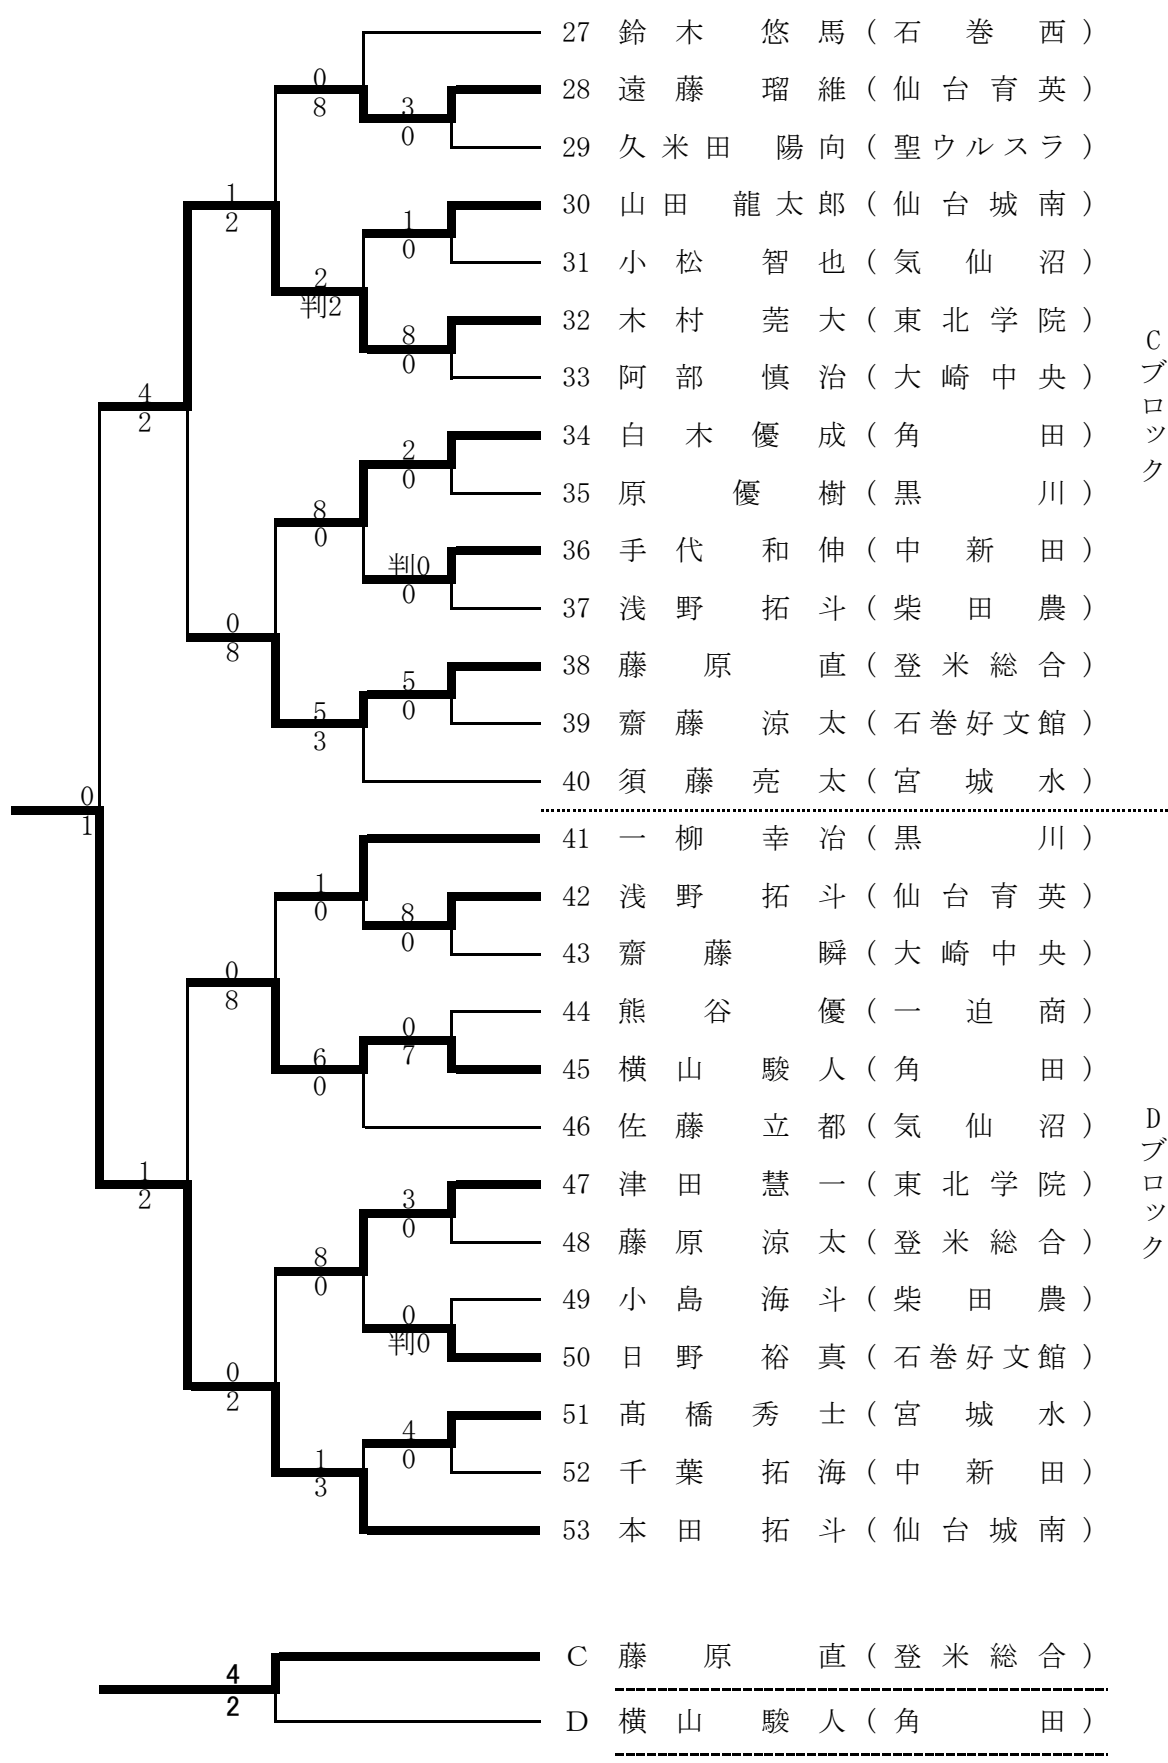 27 鈴木 悠馬(石巻西)
0
8
28 遠藤 瑠維(仙台育英)
3
0
29 久米田 陽向(聖ウルスラ)
1
2
30 山田 龍太郎(仙台城南)
1
0
31 小松 智也(気仙沼)
2
判2
32 木村 莞大(東北学院)
8
0
33 阿部 慎治(大崎中央)
Cブロック
4
2
34 白木優成(角田)
2
0
35 原 優樹(黒川)
8
0
36 手代 和伸(中新田)
判0
0
37 浅野 拓斗(柴田農)
0
8
38 藤原 直(登米総合)
5
0
39 齋藤 涼太(石巻好文館)
5
3
40 須藤亮太(宮城水)
0
1
41 一柳 幸冶(黒川)
1
0
42 浅野 拓斗(仙台育英)
8
0
43 齋藤 瞬(大崎中央)
0
8
44 熊谷 優(一迫商)
0
7
45 横山 駿人(角田)
6
0
46 佐藤 立都(気仙沼)
Dブロック
1
2
47 津田 慧一(東北学院)
3
0
48 藤原 涼太(登米総合)
8
0
49 小島 海斗(柴田農)
0
判0
50 日野 裕真(石巻好文館)
0
2
51 髙橋秀士(宮城水)
4
0
52 千葉 拓海(中新田)
1
3
53 本田 拓斗(仙台城南)
C 藤原 直(登米総合)
4
2
D 横山 駿人(角田)